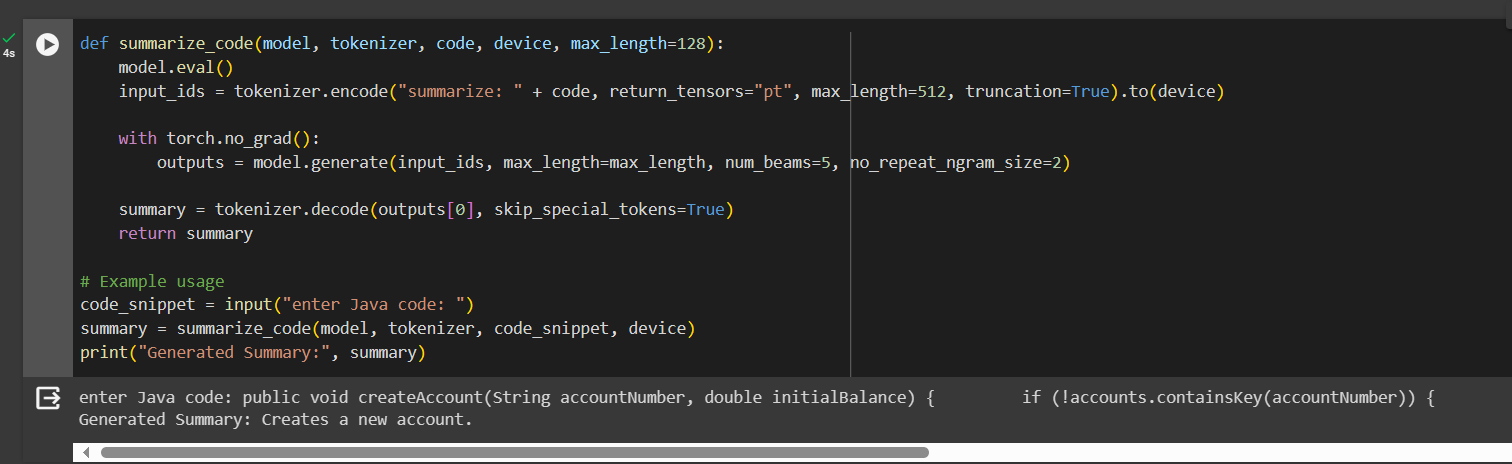 4s
def summarize_code(model, tokenizer, code, device, max_length=128):
    model.eval()
    input_ids = tokenizer.encode("summarize: " + code, return_tensors="pt", max_length=512, truncation=True).to(device)
    with torch.no_grad():
        outputs = model.generate(input_ids, max_length=max_length, num_beams=5, no_repeat_ngram_size=2)
    summary = tokenizer.decode(outputs[0], skip_special_tokens=True)
    return summary
# Example usage
code_snippet = input("enter Java code: ")
summary = summarize_code(model, tokenizer, code_snippet, device)
print("Generated Summary:", summary)
enter Java code: public void createAccount(String accountNumber, double initialBalance) {         if (!accounts.containsKey(accountNumber)) {
Generated Summary: Creates a new account.